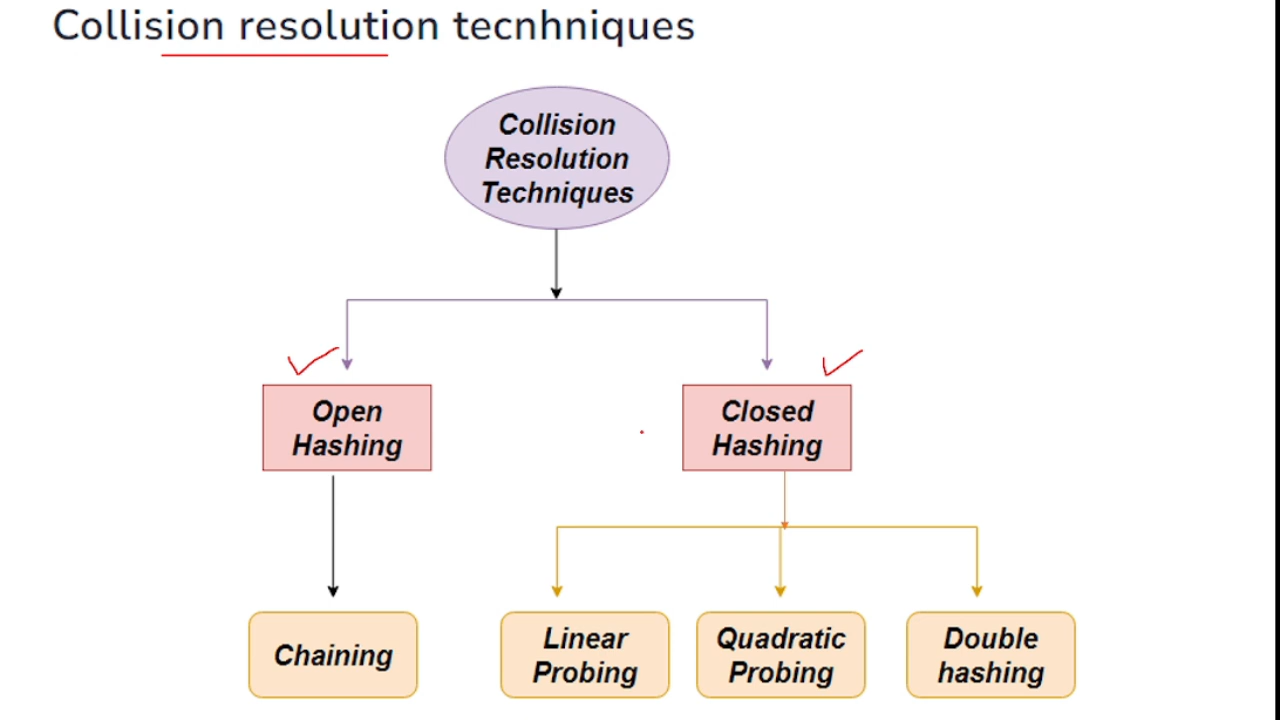 Collision resolution tecnhniques
Collision
Resolution
Techniques
Open
Hashing
Closed
Hashing
Chaining
Linear
Probing
Quadratic
Probing
Double
hashing